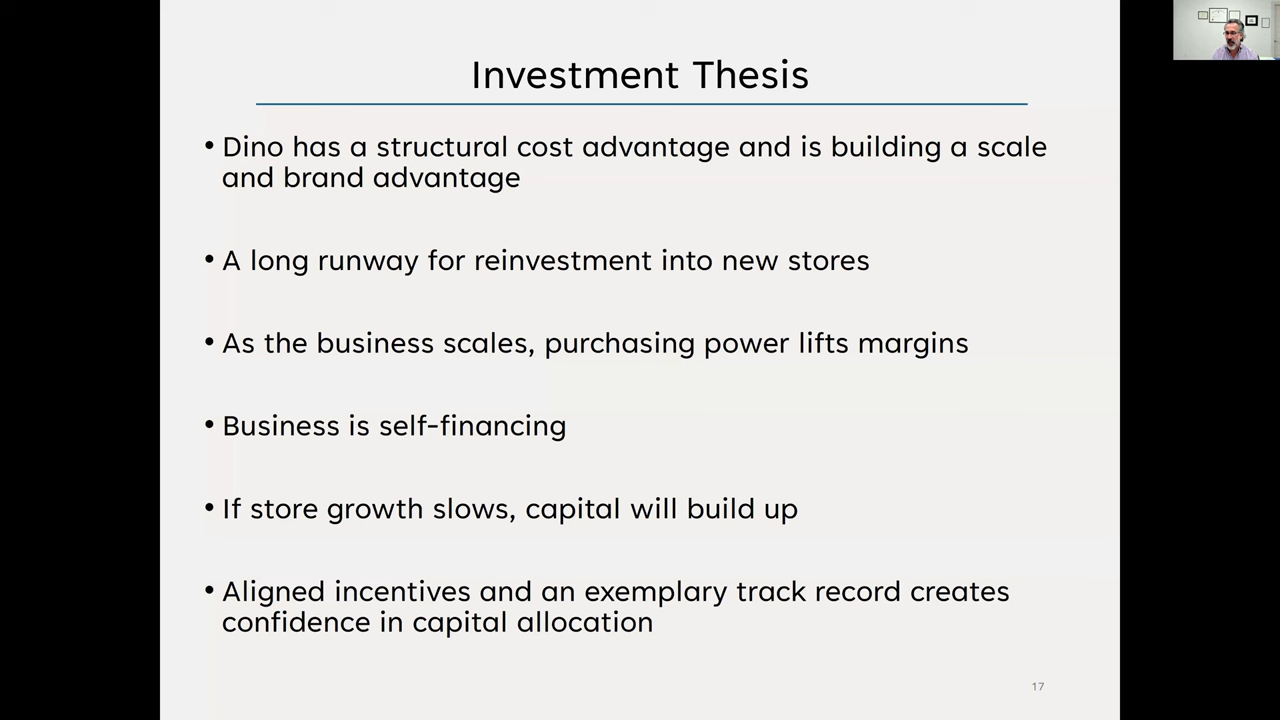 Investment Thesis
• Dino has a structural cost advantage and is building a scale
and brand advantage
• A long runway for reinvestment into new stores
• As the business scales, purchasing power lifts margins
• Business is self-financing
• If store growth slows, capital will build up
• Aligned incentives and an exemplary track record creates
confidence in capital allocation
17